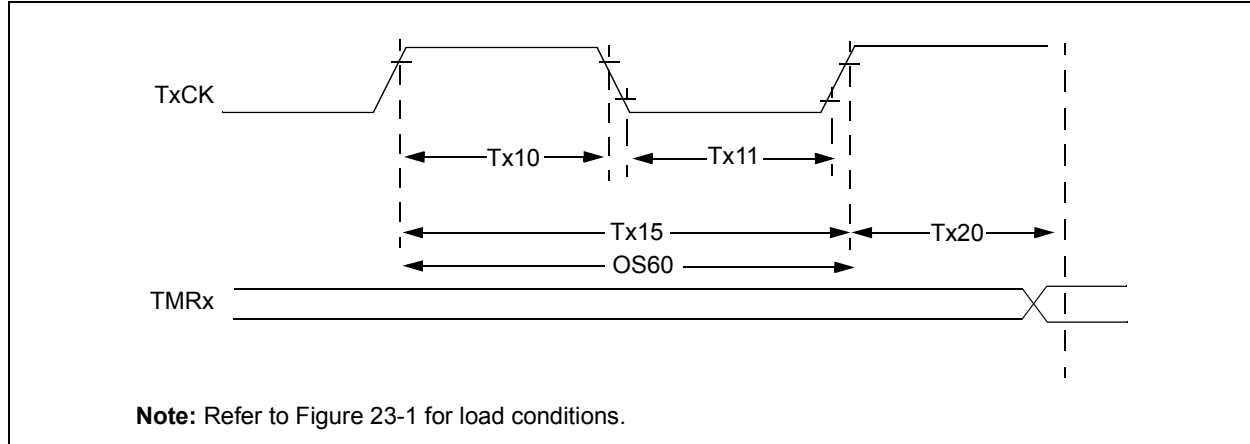 TxCK
Tx10
Tx11
Tx15
Tx20
OS60
TMRx
Note: Refer to Figure 23-1 for load conditions.